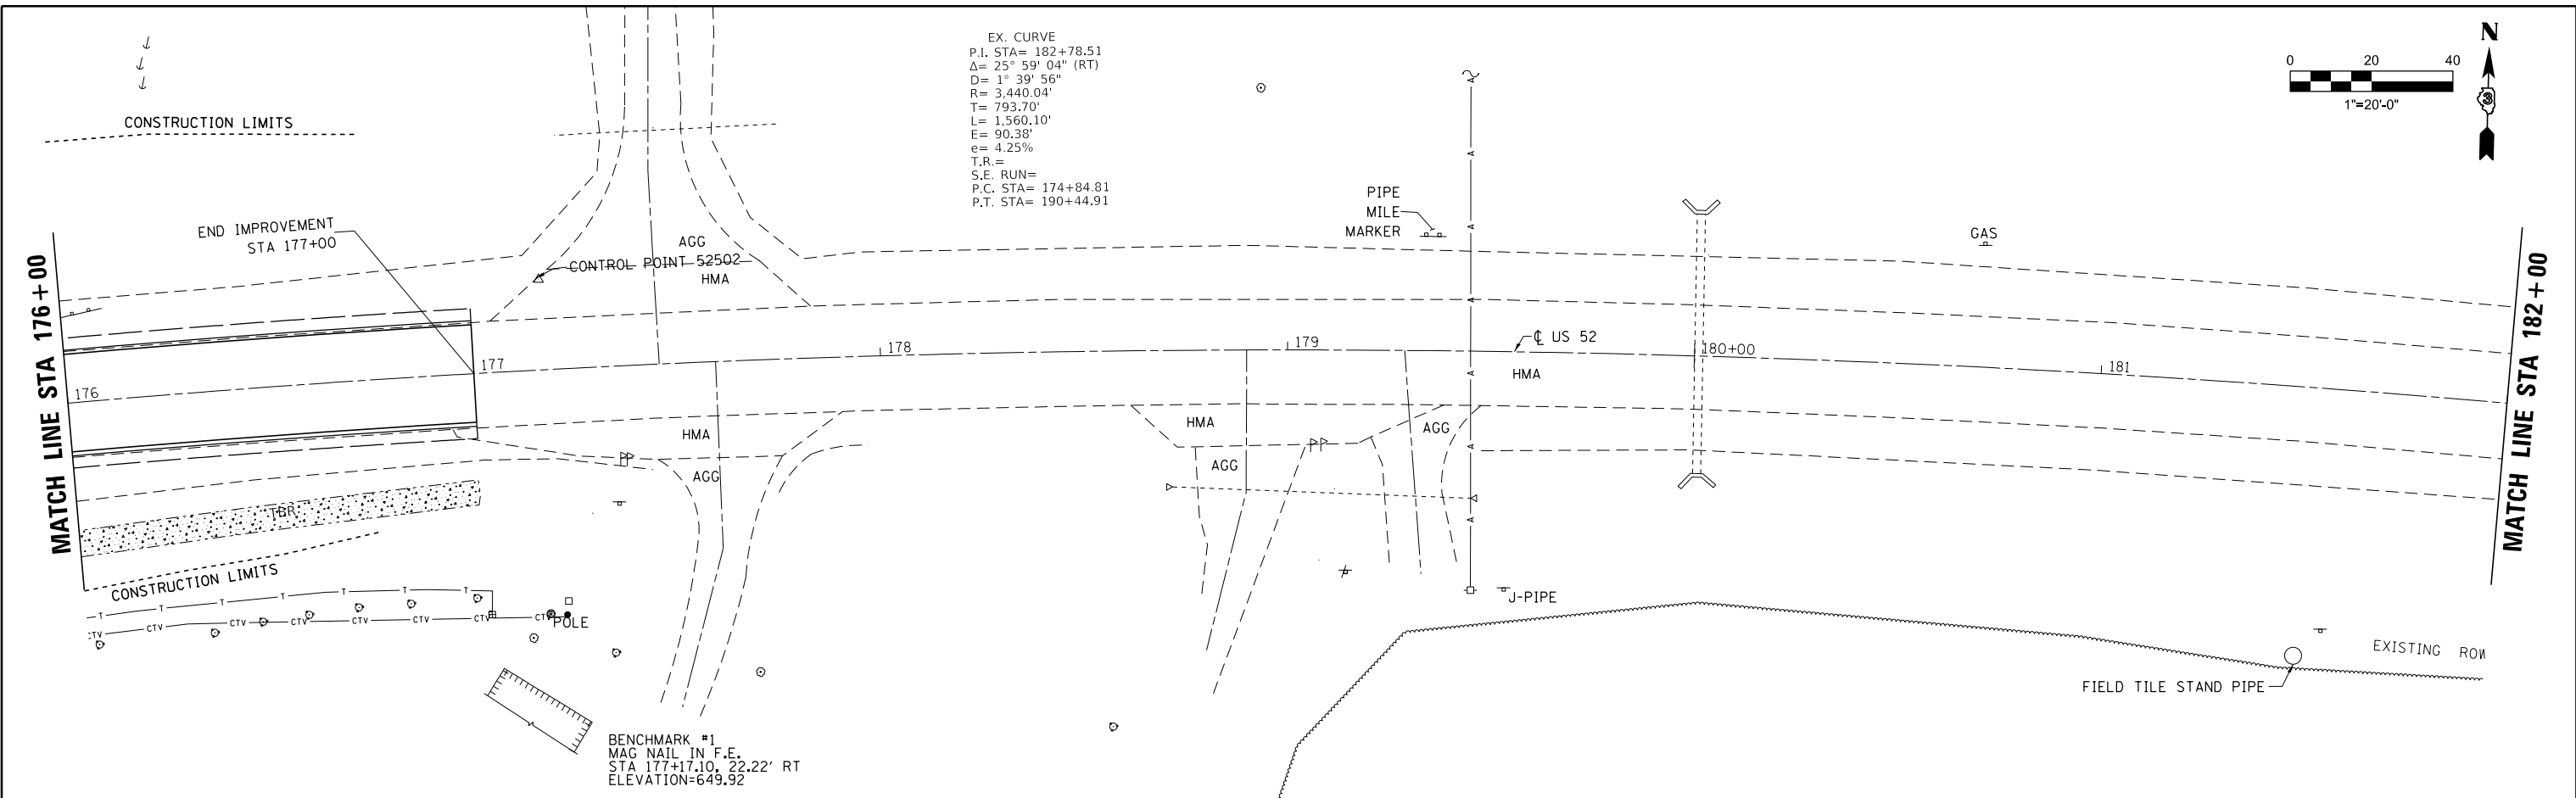 EX. CURVE
P.I. STA= 182+78.51
Δ= 25° 59' 04" (RT)
D= 1° 39' 56"
R= 3,440.04'
T= 793.70'
L= 1,560.10'
E= 90.38'
e= 4.25%
T.R.=
S.E. RUN=
P.C. STA= 174+84.81
P.T. STA= 190+44.91
N
3
0 20 40
1"=20'-0"
CONSTRUCTION LIMITS
END IMPROVEMENT
STA 177+00
MATCH LINE STA 176+00
AGG
CONTROL POINT 52502
HMA
PIPE
MILE
MARKER
GAS
MATCH LINE STA 182+00
176
177
178
179
℄ US 52
180+00
181
HMA
HMA
AGG
HMA
AGG
AGG
TBR
CONSTRUCTION LIMITS
A A A A A A A
T T T T T T T
CTV CTV CTV CTV CTV CTV CTV CTV
POLE
J-PIPE
EXISTING ROW
FIELD TILE STAND PIPE
BENCHMARK #1
MAG NAIL IN F.E.
STA 177+17.10, 22.22' RT
ELEVATION=649.92